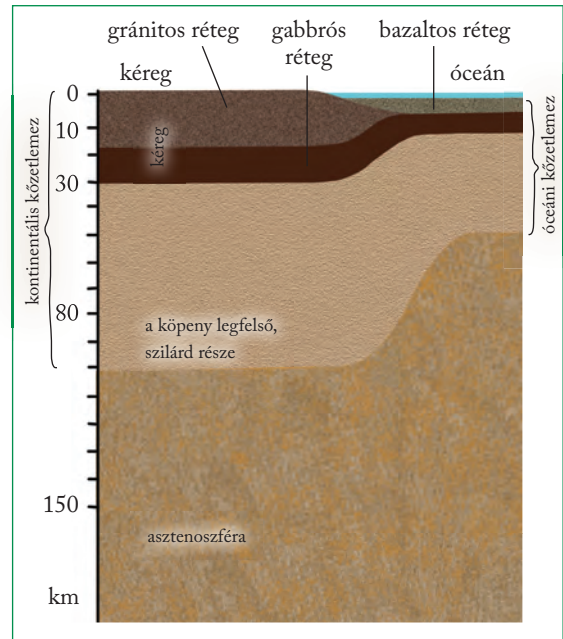 gránitos réteg
gabbrós
réteg
bazaltos réteg
kéreg
óceán
0
10
30
80
150
km
kontinentális kőzetlemez
kéreg
óceáni kőzetlemez
a köpeny legfelső,
szilárd része
asztenoszféra